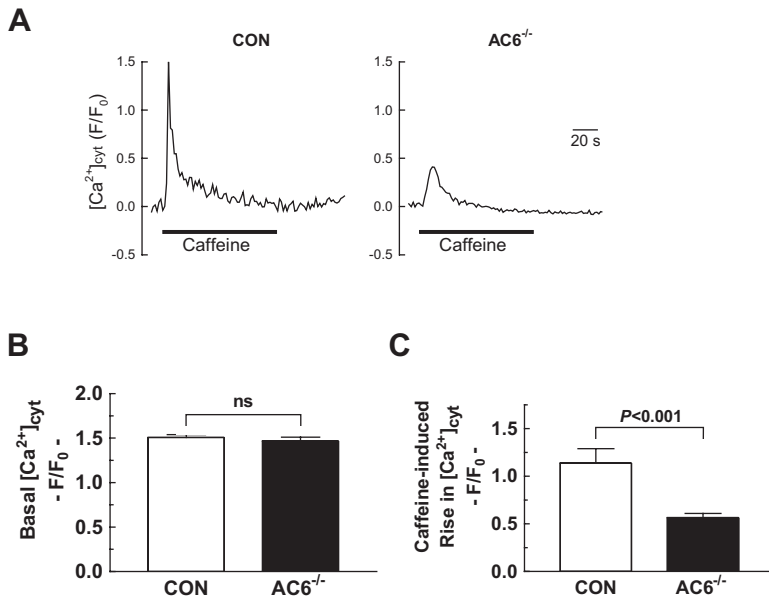 A
CON
AC6-/-
[Ca2+]cyt (F/F0)
1.5
1.0
0.5
0.0
-0.5
Caffeine
1.5
1.0
0.5
0.0
-0.5
Caffeine
20 s
B
Basal [Ca2+]cyt
- F/F0 -
2.0
1.5
1.0
0.5
0.0
ns
CON
AC6-/-
C
Caffeine-induced
Rise in [Ca2+]cyt
- F/F0 -
1.5
1.0
0.5
0.0
P<0.001
CON
AC6-/-